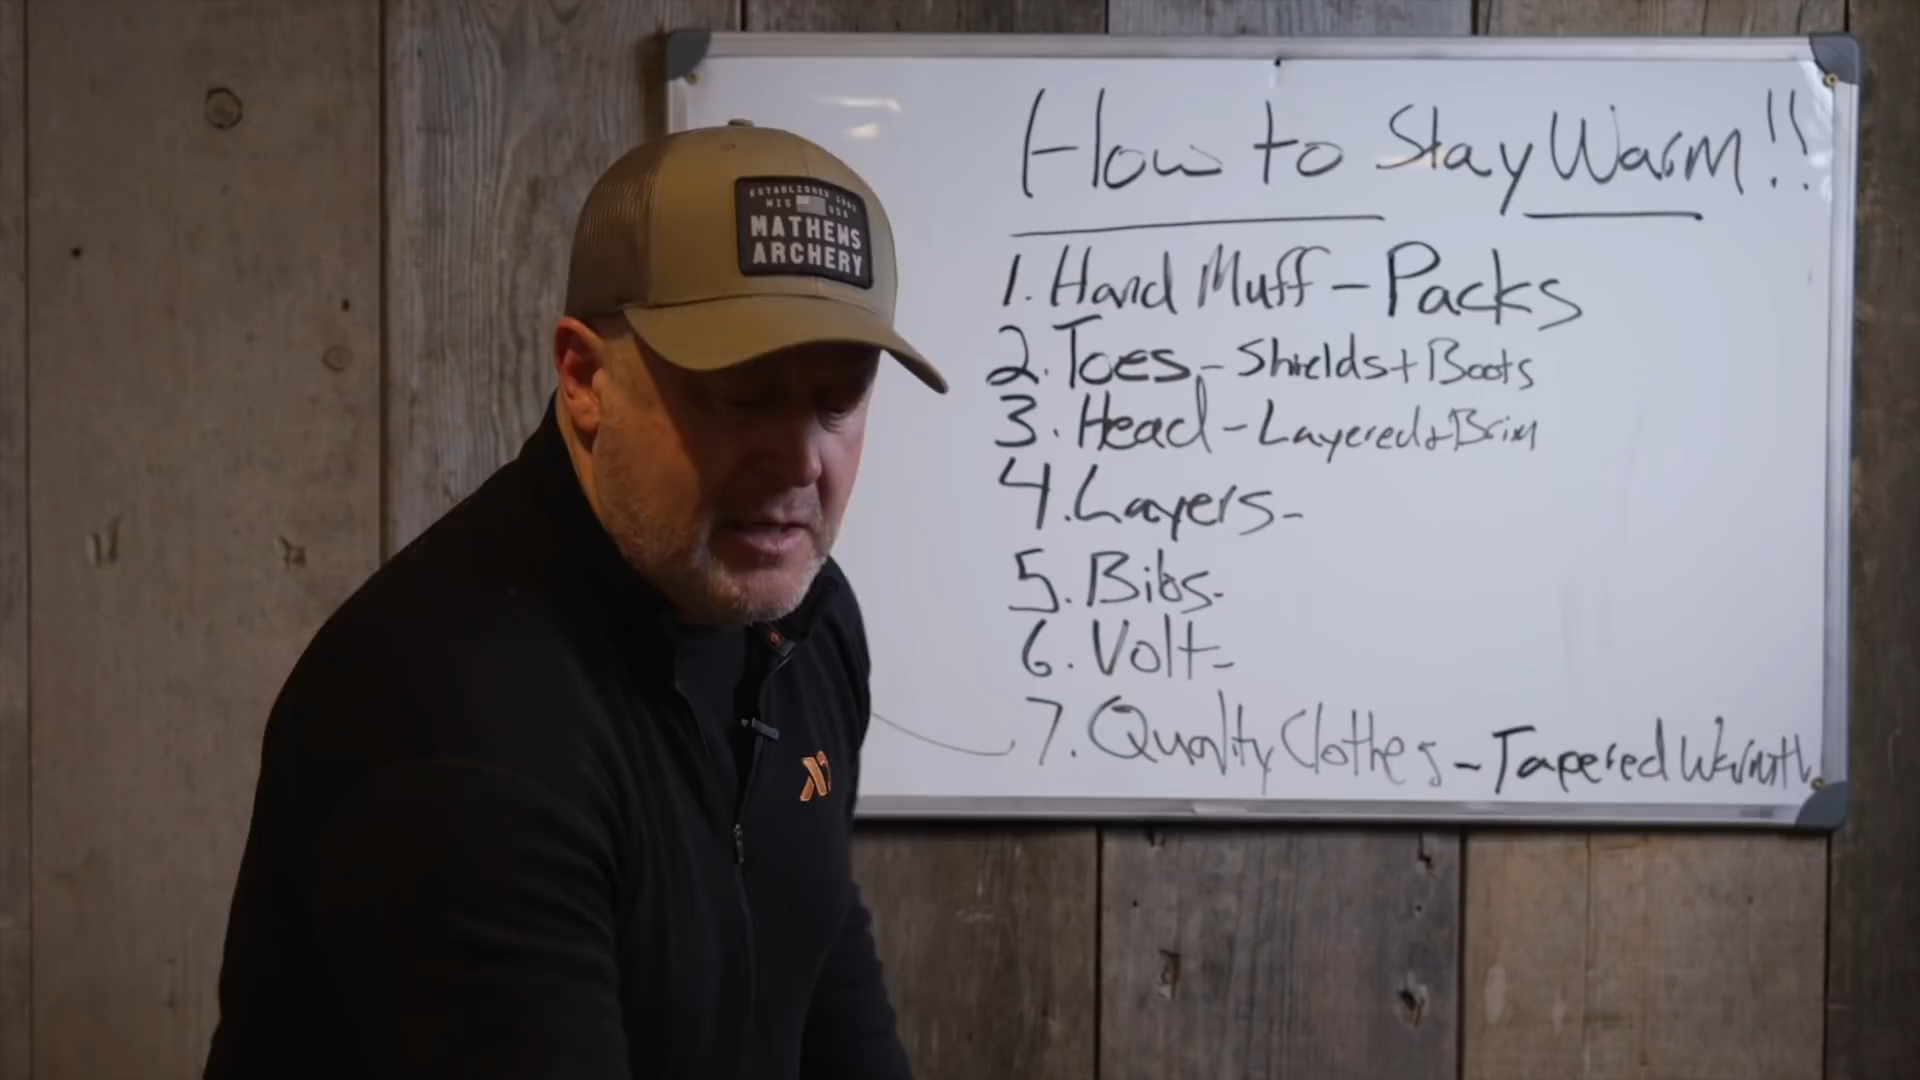 How to Stay Warm!!
1. Hand Muff - Packs
2. Toes - Shields + Boots
3. Head - Layered + Brim
4. Layers -
5. Bibs -
6. Volt -
7. Quality Clothes - Tapered Warmth
ESTABLISHED 1992
WIS USA
MATHEWS
ARCHERY